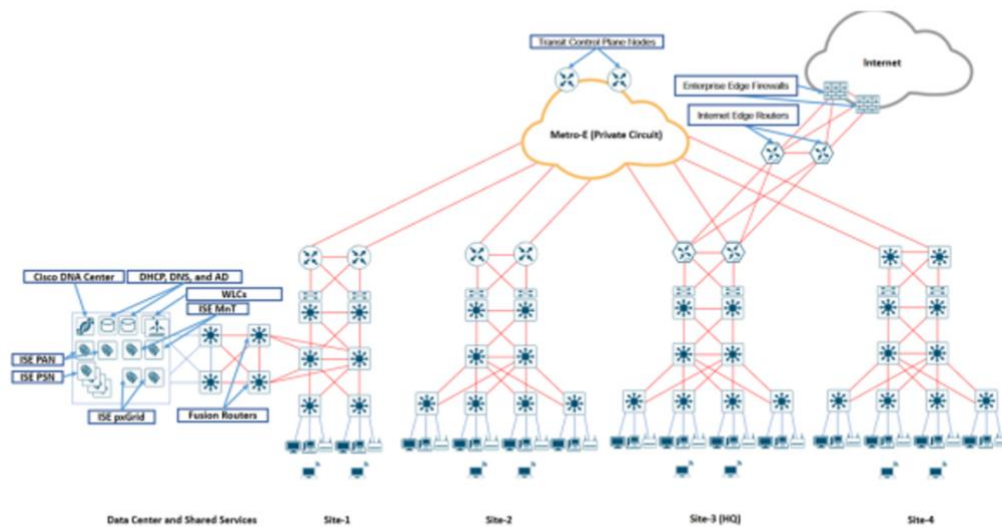 Transit Control Plane Nodes
Internet
Enterprise Edge Firewalls
Internet Edge Routers
Metro-E (Private Circuit)
Cisco DNA Center
DHCP, DNS, and AD
WLCs
ISE MnT
ISE PAN
ISE PSN
ISE pxGrid
Fusion Routers
Data Center and Shared Services
Site-1
Site-2
Site-3 (HQ)
Site-4